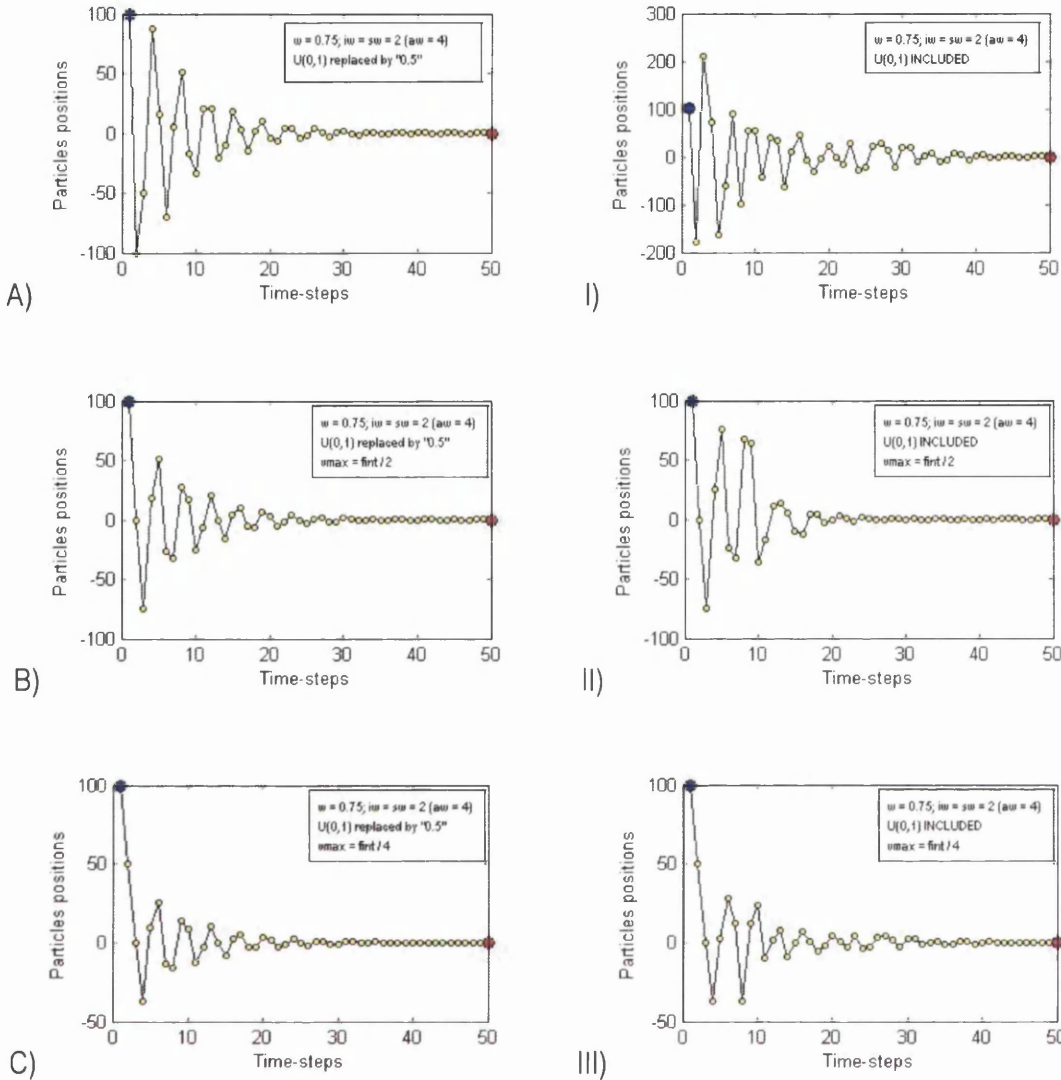 100
50
0
-50
-100
Particles positions
w = 0.75; iw = sw = 2 (aw = 4)
U(0,1) replaced by "0.5"
0 10 20 30 40 50
Time-steps
A)
300
200
100
0
-100
-200
Particles positions
w = 0.75; iw = sw = 2 (aw = 4)
U(0,1) INCLUDED
0 10 20 30 40 50
Time-steps
I)
100
50
0
-50
-100
Particles positions
w = 0.75; iw = sw = 2 (aw = 4)
U(0,1) replaced by "0.5"
vmax = fint / 2
0 10 20 30 40 50
Time-steps
B)
100
50
0
-50
-100
Particles positions
w = 0.75; iw = sw = 2 (aw = 4)
U(0,1) INCLUDED
vmax = fint / 2
0 10 20 30 40 50
Time-steps
II)
100
50
0
-50
Particles positions
w = 0.75; iw = sw = 2 (aw = 4)
U(0,1) replaced by "0.5"
vmax = fint / 4
0 10 20 30 40 50
Time-steps
C)
100
50
0
-50
Particles positions
w = 0.75; iw = sw = 2 (aw = 4)
U(0,1) INCLUDED
vmax = fint / 4
0 10 20 30 40 50
Time-steps
III)